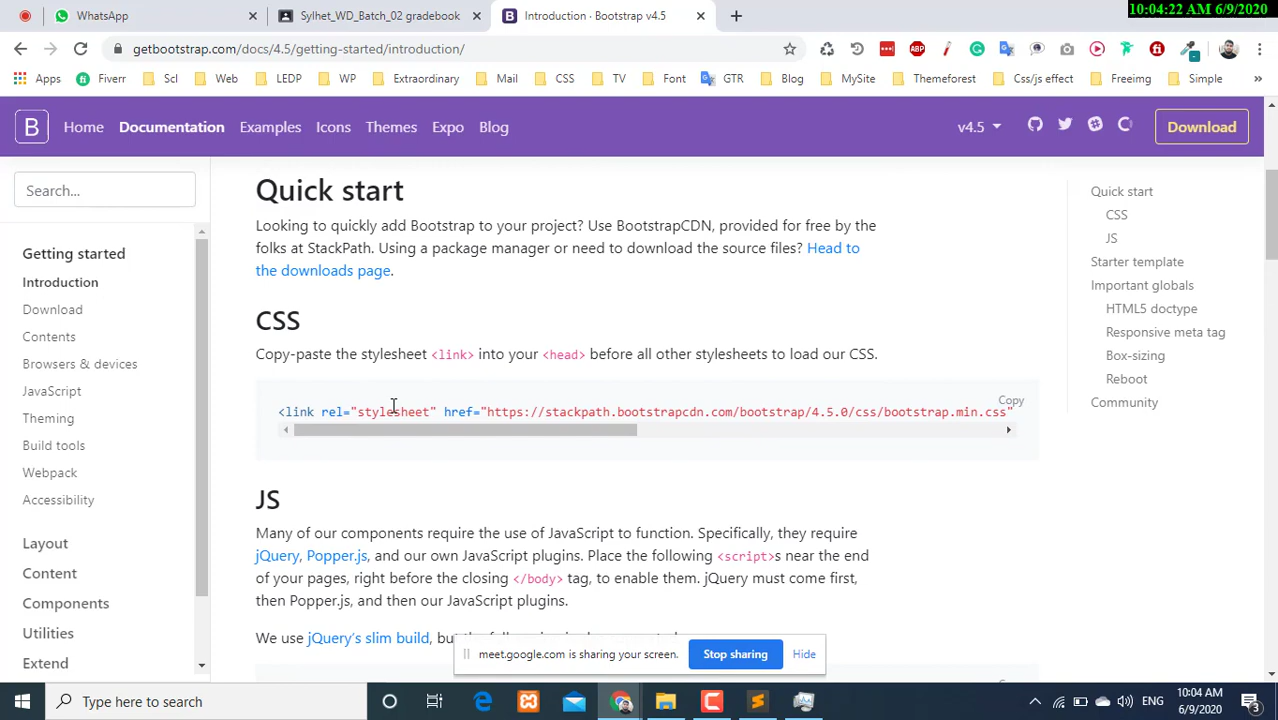 10:04:22 AM 6/9/2020
WhatsApp
Sylhet_WD_Batch_02 gradebook
Introduction · Bootstrap v4.5
getbootstrap.com/docs/4.5/getting-started/introduction/
Apps Fiverr Scl Web LEDP WP Extraordinary Mail CSS TV Font GTR Blog MySite Themeforest Css/js effect Freeimg Simple »
B Home Documentation Examples Icons Themes Expo Blog v4.5 Download
Search...
Getting started
Introduction
Download
Contents
Browsers & devices
JavaScript
Theming
Build tools
Webpack
Accessibility
Layout
Content
Components
Utilities
Extend
Quick start
Looking to quickly add Bootstrap to your project? Use BootstrapCDN, provided for free by the
folks at StackPath. Using a package manager or need to download the source files? Head to
the downloads page.
CSS
Copy-paste the stylesheet <link> into your <head> before all other stylesheets to load our CSS.
Copy
<link rel="stylesheet" href="https://stackpath.bootstrapcdn.com/bootstrap/4.5.0/css/bootstrap.min.css"
JS
Many of our components require the use of JavaScript to function. Specifically, they require
jQuery, Popper.js, and our own JavaScript plugins. Place the following <script>s near the end
of your pages, right before the closing </body> tag, to enable them. jQuery must come first,
then Popper.js, and then our JavaScript plugins.
We use jQuery's slim build,
Quick start
CSS
JS
Starter template
Important globals
HTML5 doctype
Responsive meta tag
Box-sizing
Reboot
Community
meet.google.com is sharing your screen. Stop sharing Hide
Type here to search
ENG
10:04 AM
6/9/2020
3